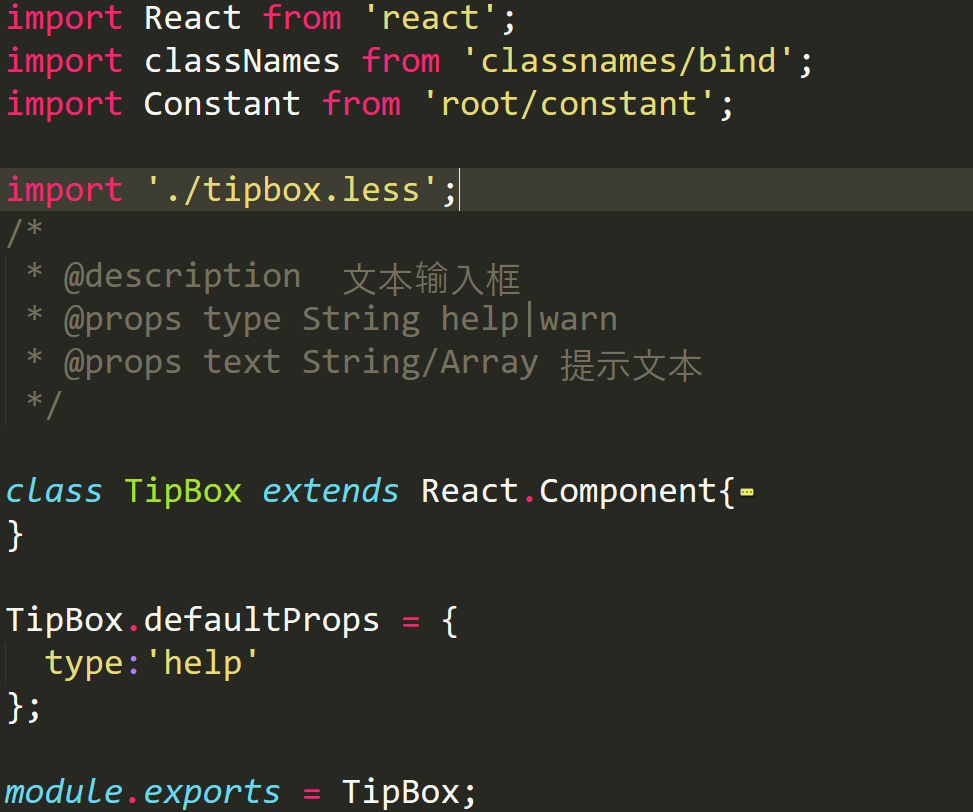 import React from 'react';
import classNames from 'classnames/bind';
import Constant from 'root/constant';
import './tipbox.less';
/*
* @description 文本输入框
* @props type String help|warn
* @props text String/Array 提示文本
*/
class TipBox extends React.Component{
}
TipBox.defaultProps = {
type:'help'
};
module.exports = TipBox;